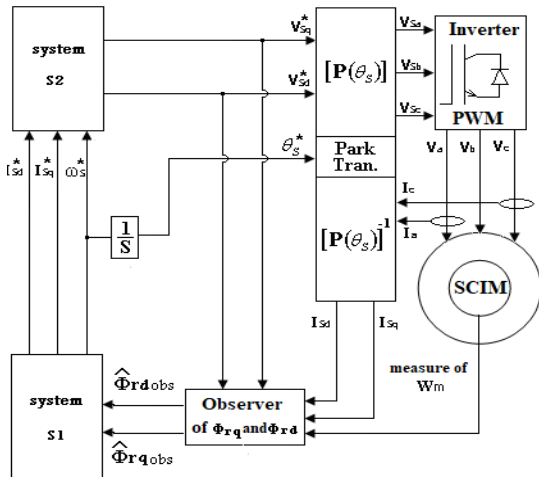 system
S2
V*Sq
V*Sd
[P(θS)]
VSa
VSb
VSc
Inverter
PWM
Va Vb Vc
I*Sd I*Sq ω*S
θ*S
Park
Tran.
1
S
[P(θS)]-1
Ic
Ia
SCIM
ISd
ISq
measure of
Wm
system
S1
Φ̂rdobs
Φ̂rqobs
Observer
of Φrq and Φrd